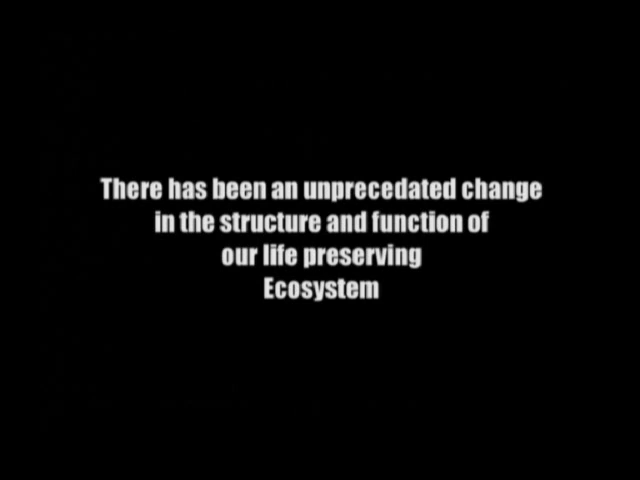 There has been an unprecedated change
in the structure and function of
our life preserving
Ecosystem